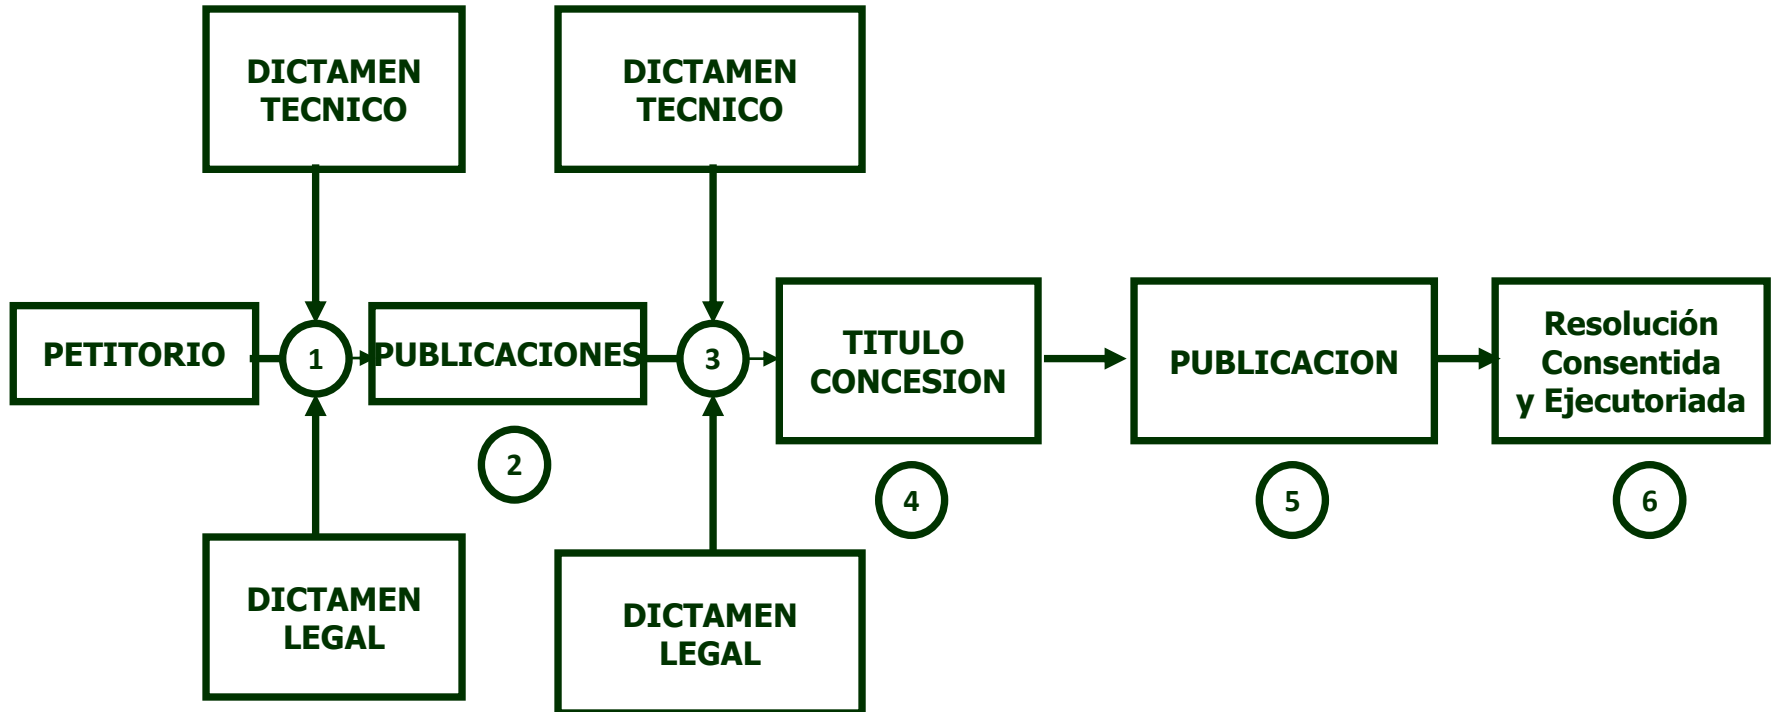 DICTAMEN
TECNICO
DICTAMEN
TECNICO
PETITORIO
1
PUBLICACIONES
3
TITULO
CONCESION
PUBLICACION
Resolución
Consentida
y Ejecutoriada
2
4
5
6
DICTAMEN
LEGAL
DICTAMEN
LEGAL